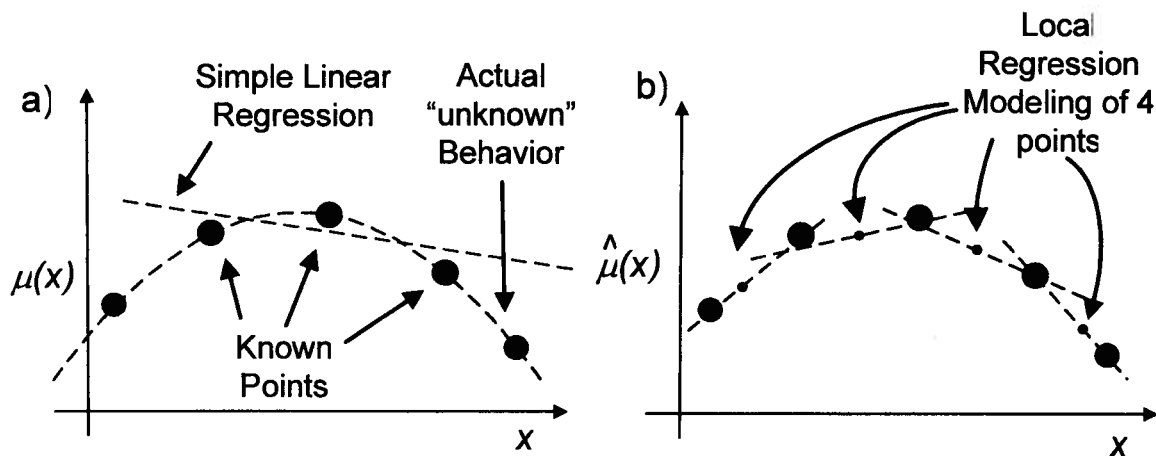 a)
Simple Linear
Regression
Actual
“unknown”
Behavior
μ(x)
Known
Points
x
b)
Local
Regression
Modeling of 4
points
μ̂(x)
x